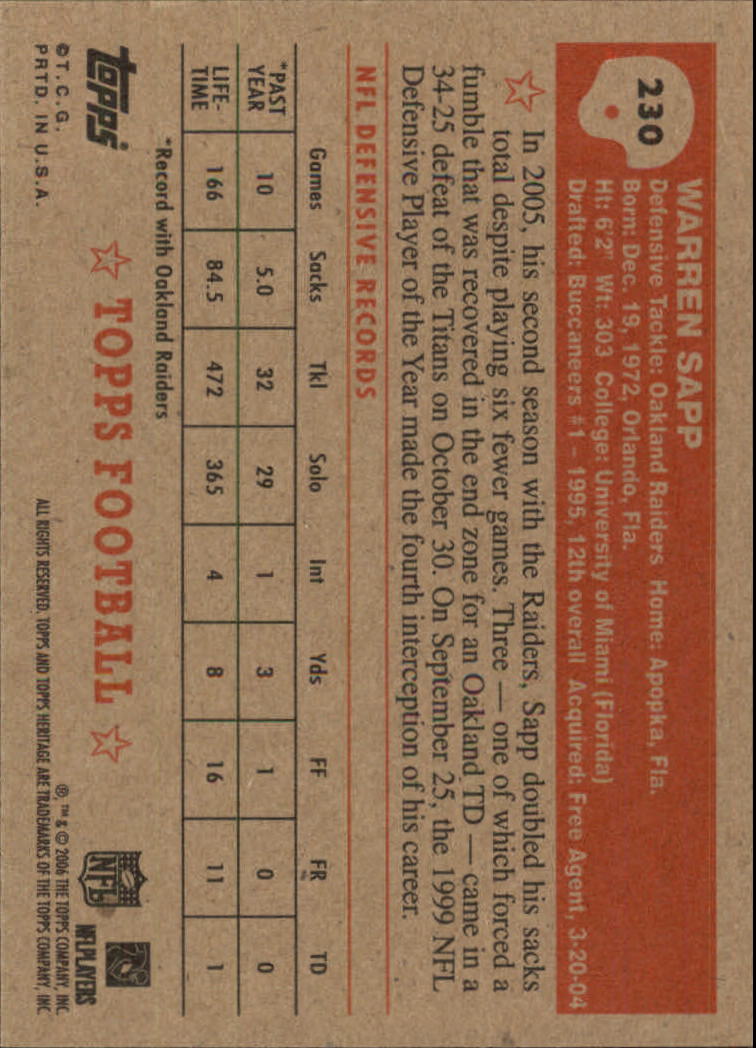 230
WARREN SAPP
Defensive Tackle: Oakland Raiders Home: Apopka, Fla.
Born: Dec. 19, 1972, Orlando, Fla.
Ht: 6'2" Wt: 303 College: University of Miami (Florida)
Drafted: Buccaneers #1 - 1995, 12th overall Acquired: Free Agent, 3-20-04
In 2005, his second season with the Raiders, Sapp doubled his sacks
total despite playing six fewer games. Three — one of which forced a
fumble that was recovered in the end zone for an Oakland TD — came in a
34-25 defeat of the Titans on October 30. On September 25, the 1999 NFL
Defensive Player of the Year made the fourth interception of his career.
NFL DEFENSIVE RECORDS
Games Sacks Tkl Solo Int Yds FF FR TD
*PAST YEAR 10 5.0 32 29 1 3 1 0 0
LIFE-TIME 166 84.5 472 365 4 8 16 11 1
*Record with Oakland Raiders
topps
TOPPS FOOTBALL
NFL
NFLPLAYERS
©T.C.G.
PRTD. IN U.S.A.
®, ™ & © 2006 THE TOPPS COMPANY, INC
ALL RIGHTS RESERVED. TOPPS AND TOPPS HERITAGE ARE TRADEMARKS OF THE TOPPS COMPANY, INC